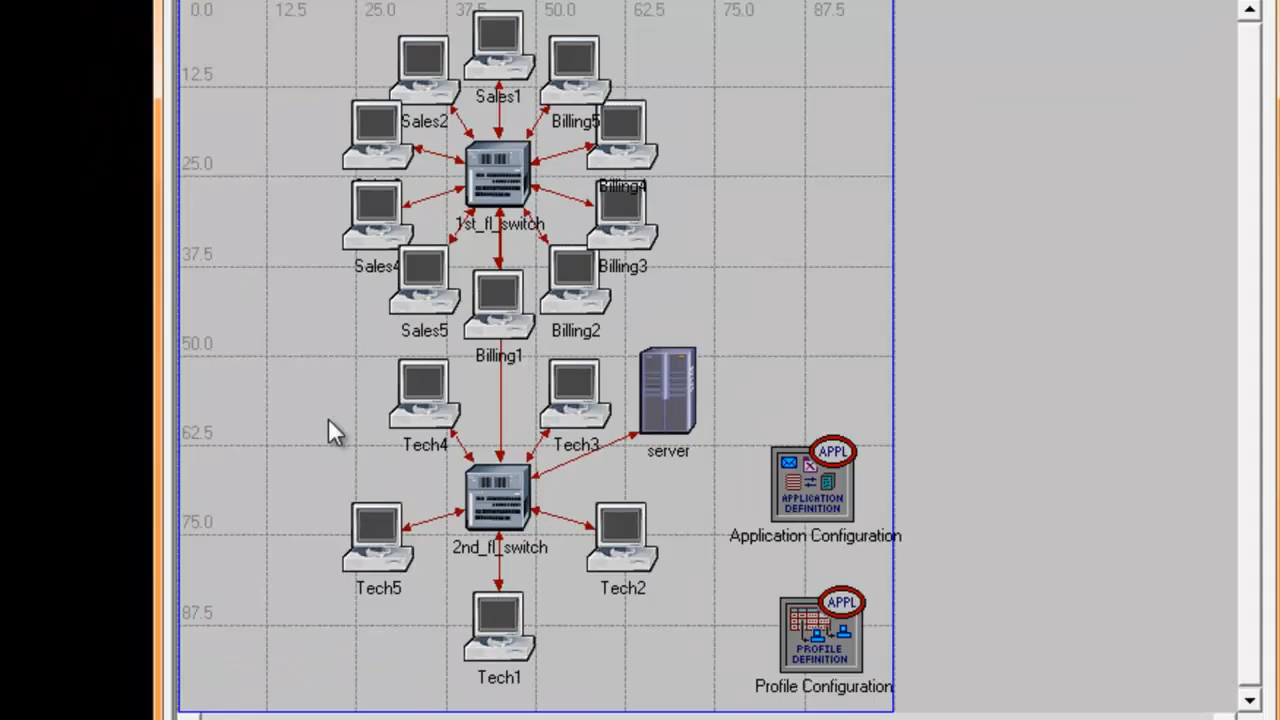 0.0 12.5 25.0 37.5 50.0 62.5 75.0 87.5
12.5
Sales1
Sales2
Billing5
25.0
Billing4
1st_fl_switch
37.5
Sales4
Billing3
Sales5
Billing2
50.0
Billing1
62.5
Tech4
Tech3
server
APPL
APPLICATION
DEFINITION
75.0
Application Configuration
2nd_fl_switch
Tech5
Tech2
87.5
APPL
PROFILE
DEFINITION
Tech1
Profile Configuration